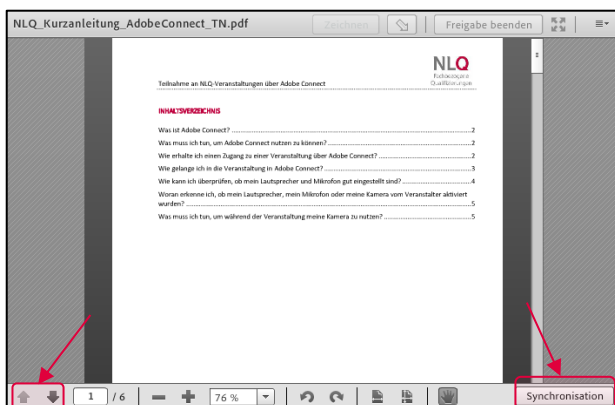 NLQ_Kurzanleitung_AdobeConnect_TN.pdf
Zeichnen
Freigabe beenden
NLQ
Qualifizierungen
Teilnahme an NLQ-Veranstaltungen über Adobe Connect
INHALTSVERZEICHNIS
Was ist Adobe Connect? ...2
Was muss ich tun, um Adobe Connect nutzen zu können? ...2
Wie erhalte ich einen Zugang zu einer Veranstaltung über Adobe Connect? ...2
Wie gelange ich in die Veranstaltung in Adobe Connect? ...3
Wie kann ich überprüfen, ob mein Lautsprecher und Mikrofon gut eingestellt sind? ...4
Woran erkenne ich, ob mein Lautsprecher, mein Mikrofon oder meine Kamera vom Veranstalter aktiviert
wurden? ...5
Was muss ich tun, um während der Veranstaltung meine Kamera zu nutzen? ...5
1 / 6
76 %
Synchronisation